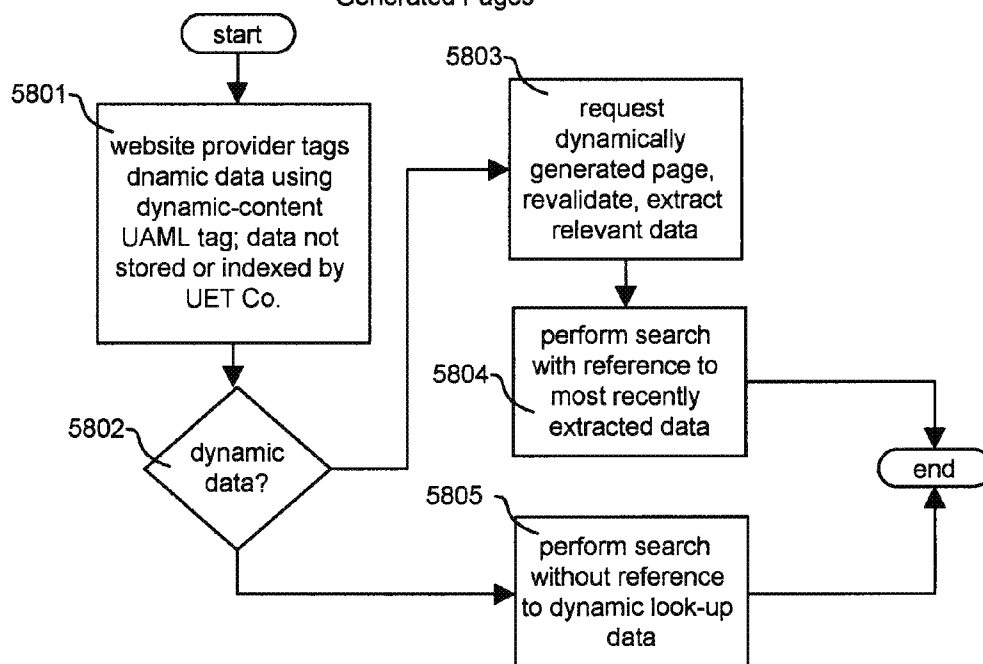 Generated Pages
start
5801
website provider tags
dnamic data using
dynamic-content
UAML tag; data not
stored or indexed by
UET Co.
5802
dynamic
data?
5803
request
dynamically
generated page,
revalidate, extract
relevant data
5804
perform search
with reference to
most recently
extracted data
5805
perform search
without reference
to dynamic look-up
data
end